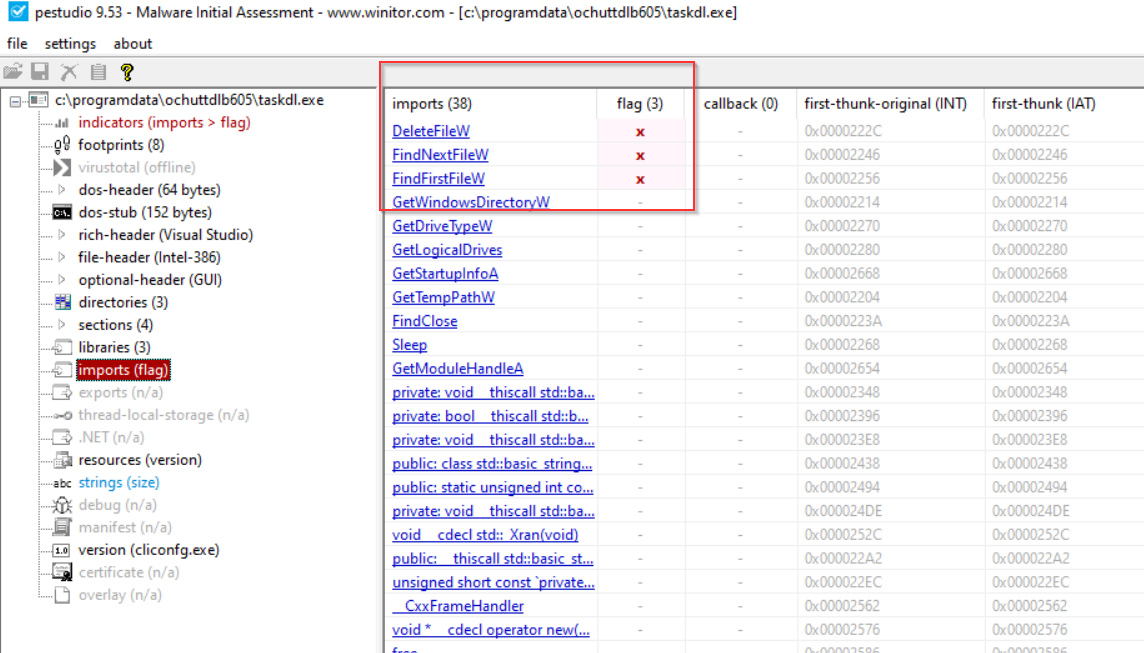 pestudio 9.53 - Malware Initial Assessment - www.winitor.com - [c:\programdata\ochuttdlb605\taskdl.exe]
file settings about
c:\programdata\ochuttdlb605\taskdl.exe
indicators (imports > flag)
footprints (8)
virustotal (offline)
dos-header (64 bytes)
dos-stub (152 bytes)
rich-header (Visual Studio)
file-header (Intel-386)
optional-header (GUI)
directories (3)
sections (4)
libraries (3)
imports (flag)
exports (n/a)
thread-local-storage (n/a)
.NET (n/a)
resources (version)
abc strings (size)
debug (n/a)
manifest (n/a)
1.0 version (cliconfg.exe)
certificate (n/a)
overlay (n/a)
imports (38) flag (3) callback (0) first-thunk-original (INT) first-thunk (IAT)
DeleteFileW x - 0x0000222C 0x0000222C
FindNextFileW x - 0x00002246 0x00002246
FindFirstFileW x - 0x00002256 0x00002256
GetWindowsDirectoryW - - 0x00002214 0x00002214
GetDriveTypeW - - 0x00002270 0x00002270
GetLogicalDrives - - 0x00002280 0x00002280
GetStartupInfoA - - 0x00002668 0x00002668
GetTempPathW - - 0x00002204 0x00002204
FindClose - - 0x0000223A 0x0000223A
Sleep - - 0x00002268 0x00002268
GetModuleHandleA - - 0x00002654 0x00002654
private: void __thiscall std::ba... - - 0x00002348 0x00002348
private: bool __thiscall std::b... - - 0x00002396 0x00002396
private: void __thiscall std::ba... - - 0x000023E8 0x000023E8
public: class std::basic_string... - - 0x00002438 0x00002438
public: static unsigned int co... - - 0x00002494 0x00002494
private: void __thiscall std::ba... - - 0x000024DE 0x000024DE
void __cdecl std::_Xran(void) - - 0x0000252C 0x0000252C
public: __thiscall std::basic_st... - - 0x000022A2 0x000022A2
unsigned short const `private... - - 0x000022EC 0x000022EC
__CxxFrameHandler - - 0x00002562 0x00002562
void * __cdecl operator new(... - - 0x00002576 0x00002576
free - - 0x00002586 0x00002586